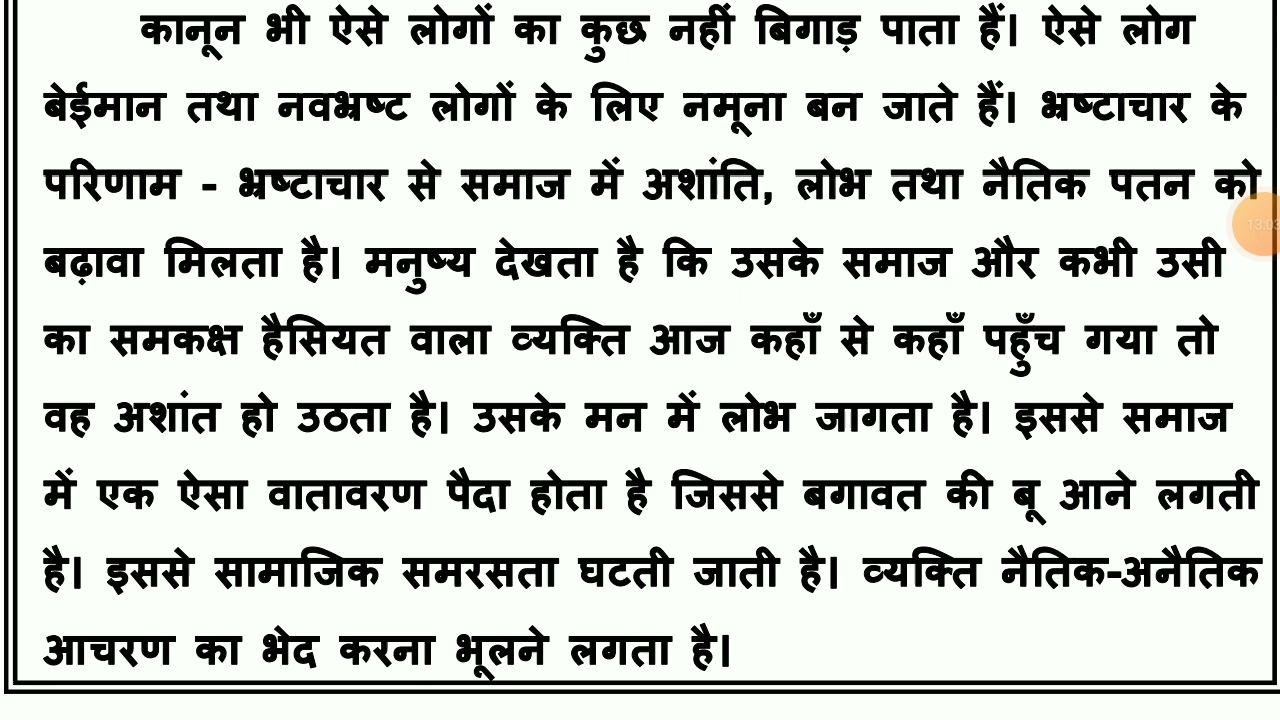 कानून भी ऐसे लोगों का कुछ नहीं बिगाड़ पाता हैं। ऐसे लोग
बेईमान तथा नवभ्रष्ट लोगों के लिए नमूना बन जाते हैं। भ्रष्टाचार के
परिणाम - भ्रष्टाचार से समाज में अशांति, लोभ तथा नैतिक पतन को
बढ़ावा मिलता है। मनुष्य देखता है कि उसके समाज और कभी उसी
का समकक्ष हैसियत वाला व्यक्ति आज कहाँ से कहाँ पहुँच गया तो
वह अशांत हो उठता है। उसके मन में लोभ जागता है। इससे समाज
में एक ऐसा वातावरण पैदा होता है जिससे बगावत की बू आने लगती
है। इससे सामाजिक समरसता घटती जाती है। व्यक्ति नैतिक-अनैतिक
आचरण का भेद करना भूलने लगता है।
13:03